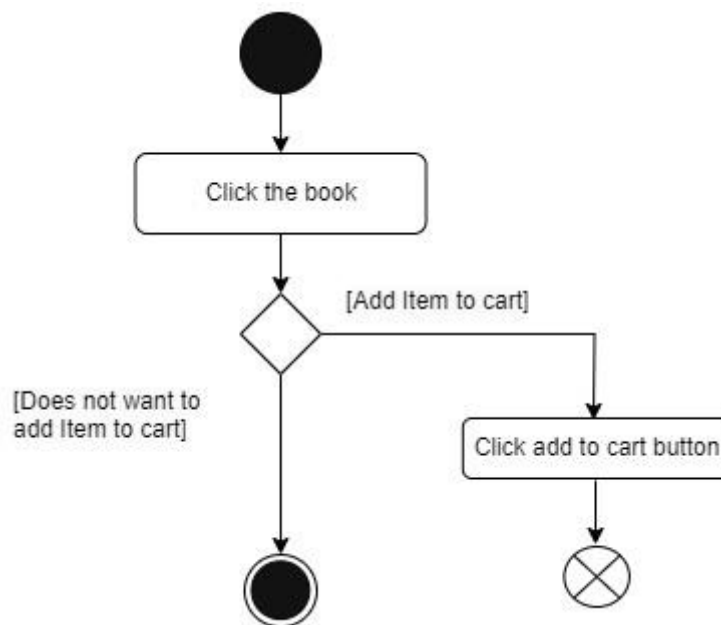 Click the book
[Add Item to cart]
[Does not want to
add Item to cart]
Click add to cart button